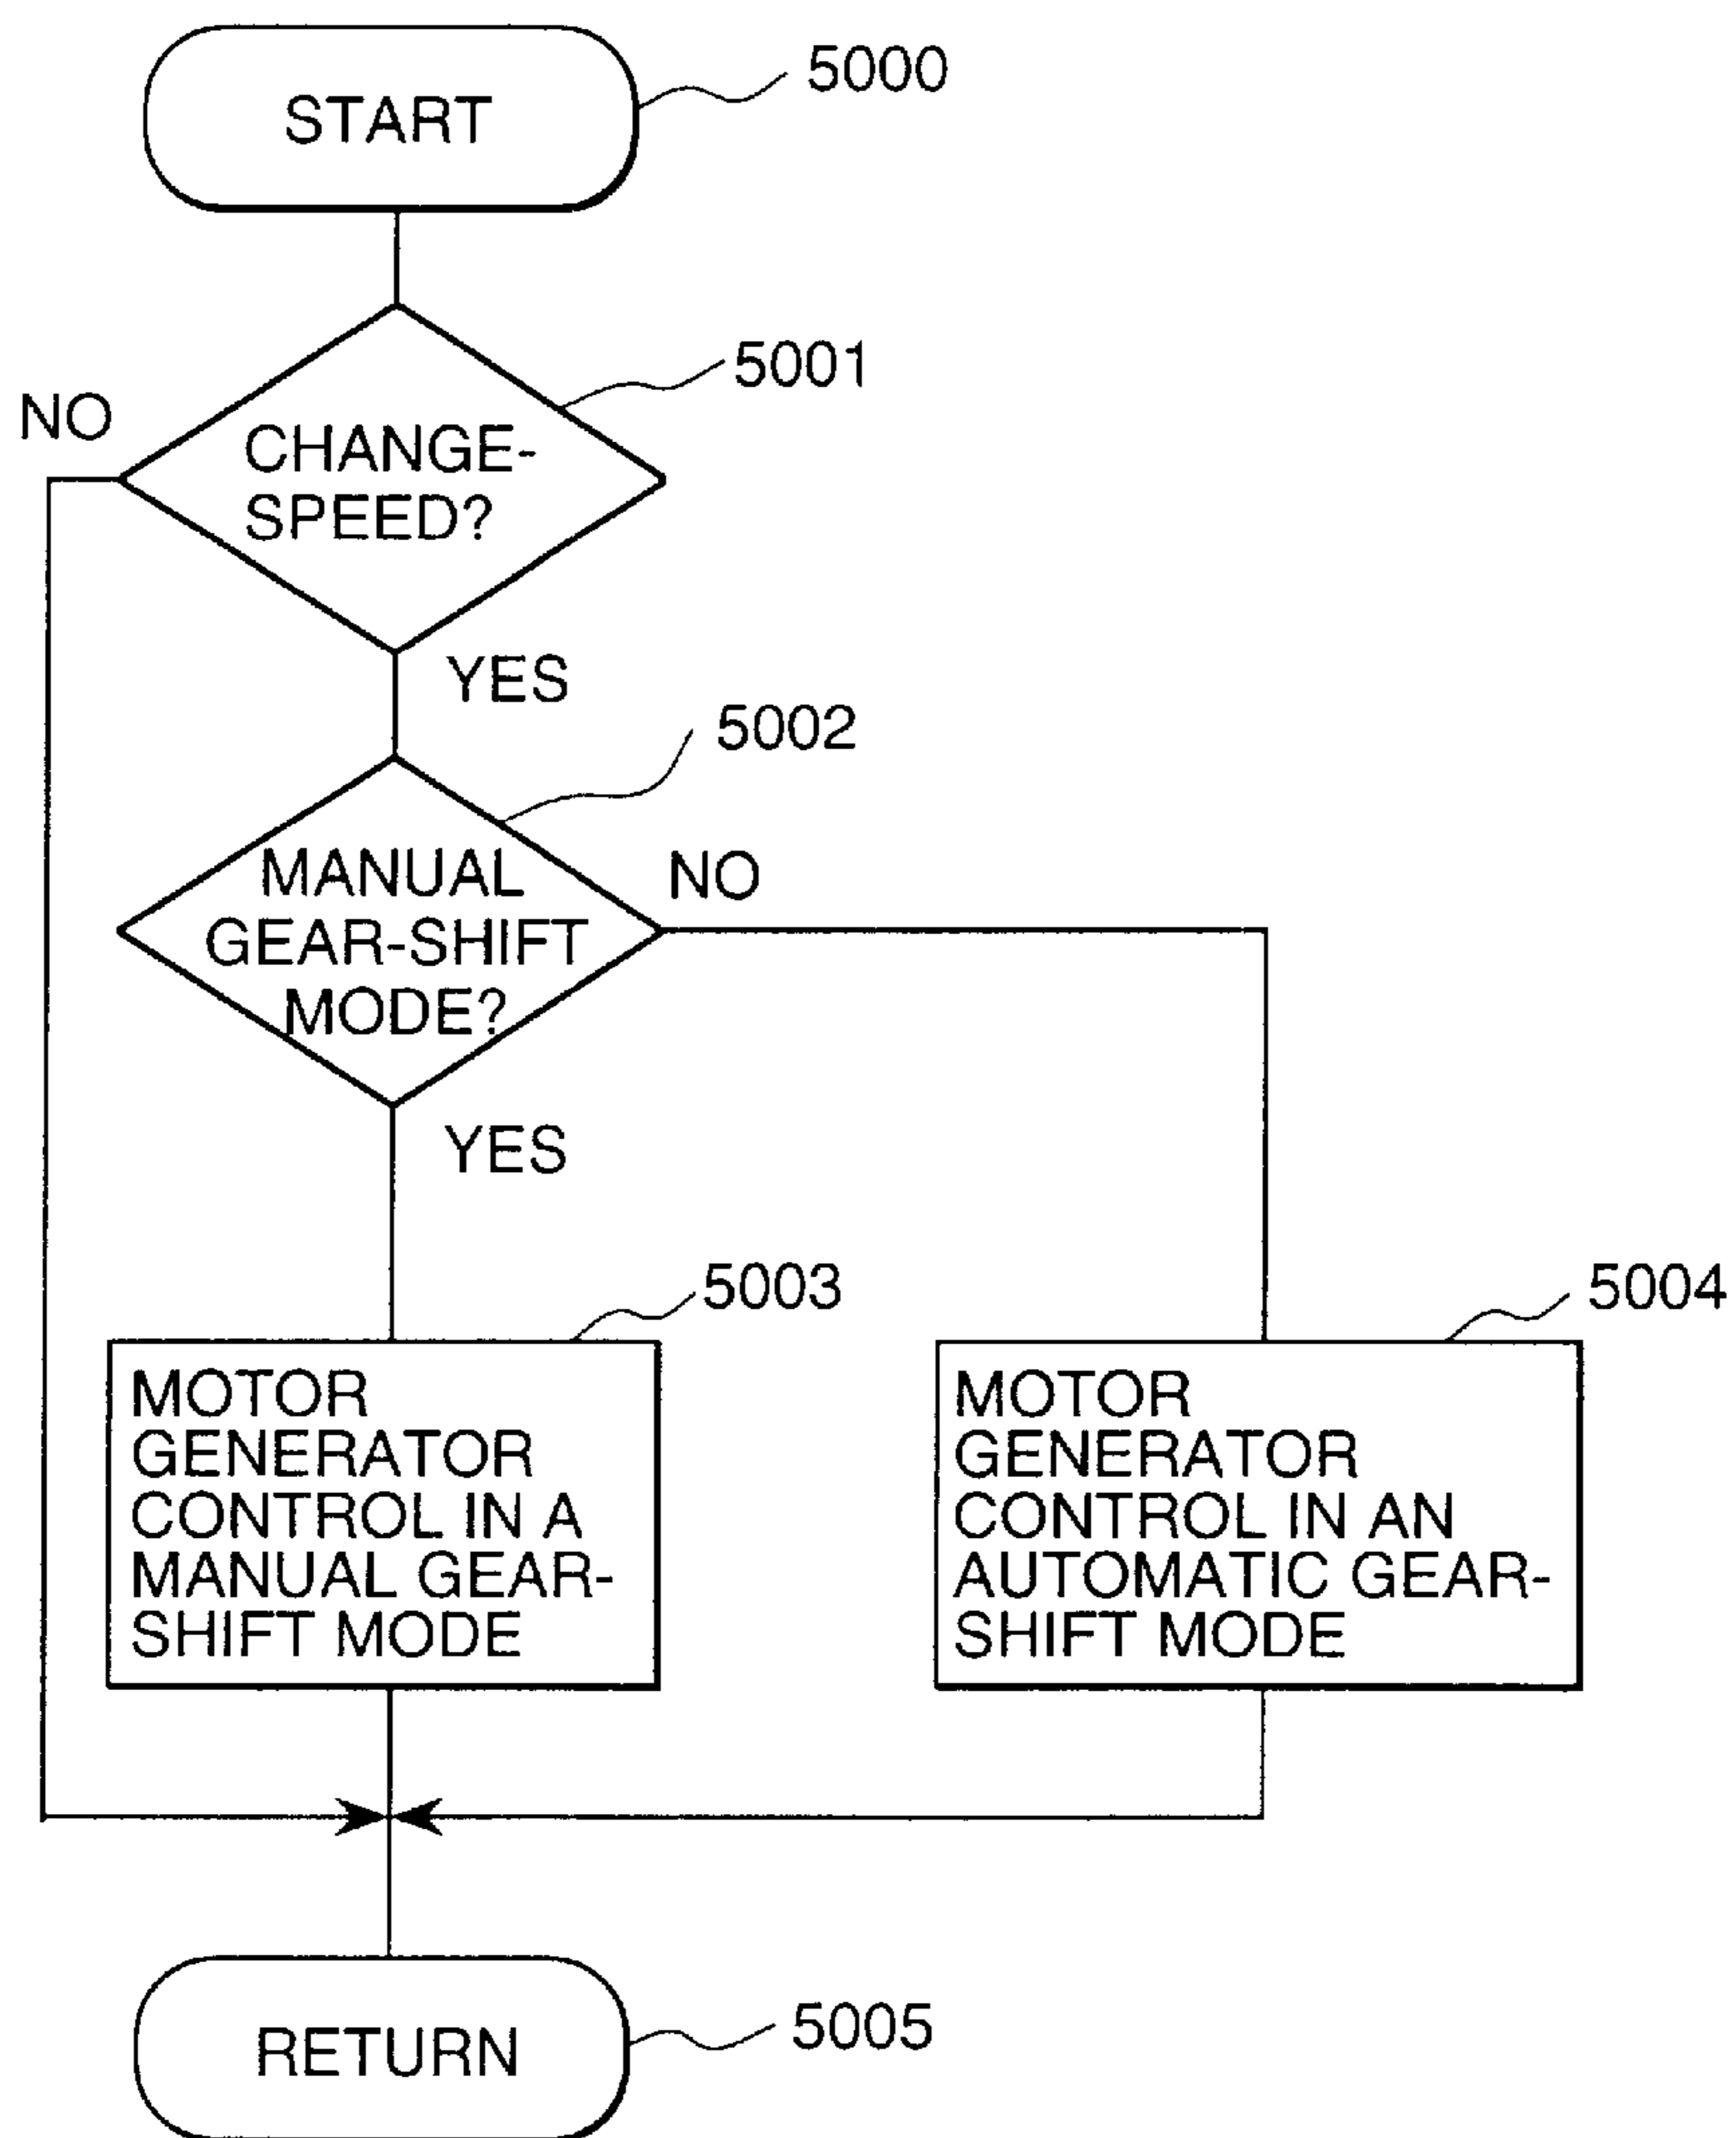 START
5000
5001
NO
CHANGE-
SPEED?
YES
5002
MANUAL
GEAR-SHIFT
MODE?
NO
YES
5003
5004
MOTOR
GENERATOR
CONTROL IN A
MANUAL GEAR-
SHIFT MODE
MOTOR
GENERATOR
CONTROL IN AN
AUTOMATIC GEAR-
SHIFT MODE
RETURN
5005